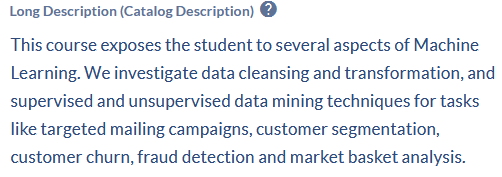 Long Description (Catalog Description) ?
This course exposes the student to several aspects of Machine
Learning. We investigate data cleansing and transformation, and
supervised and unsupervised data mining techniques for tasks
like targeted mailing campaigns, customer segmentation,
customer churn, fraud detection and market basket analysis.